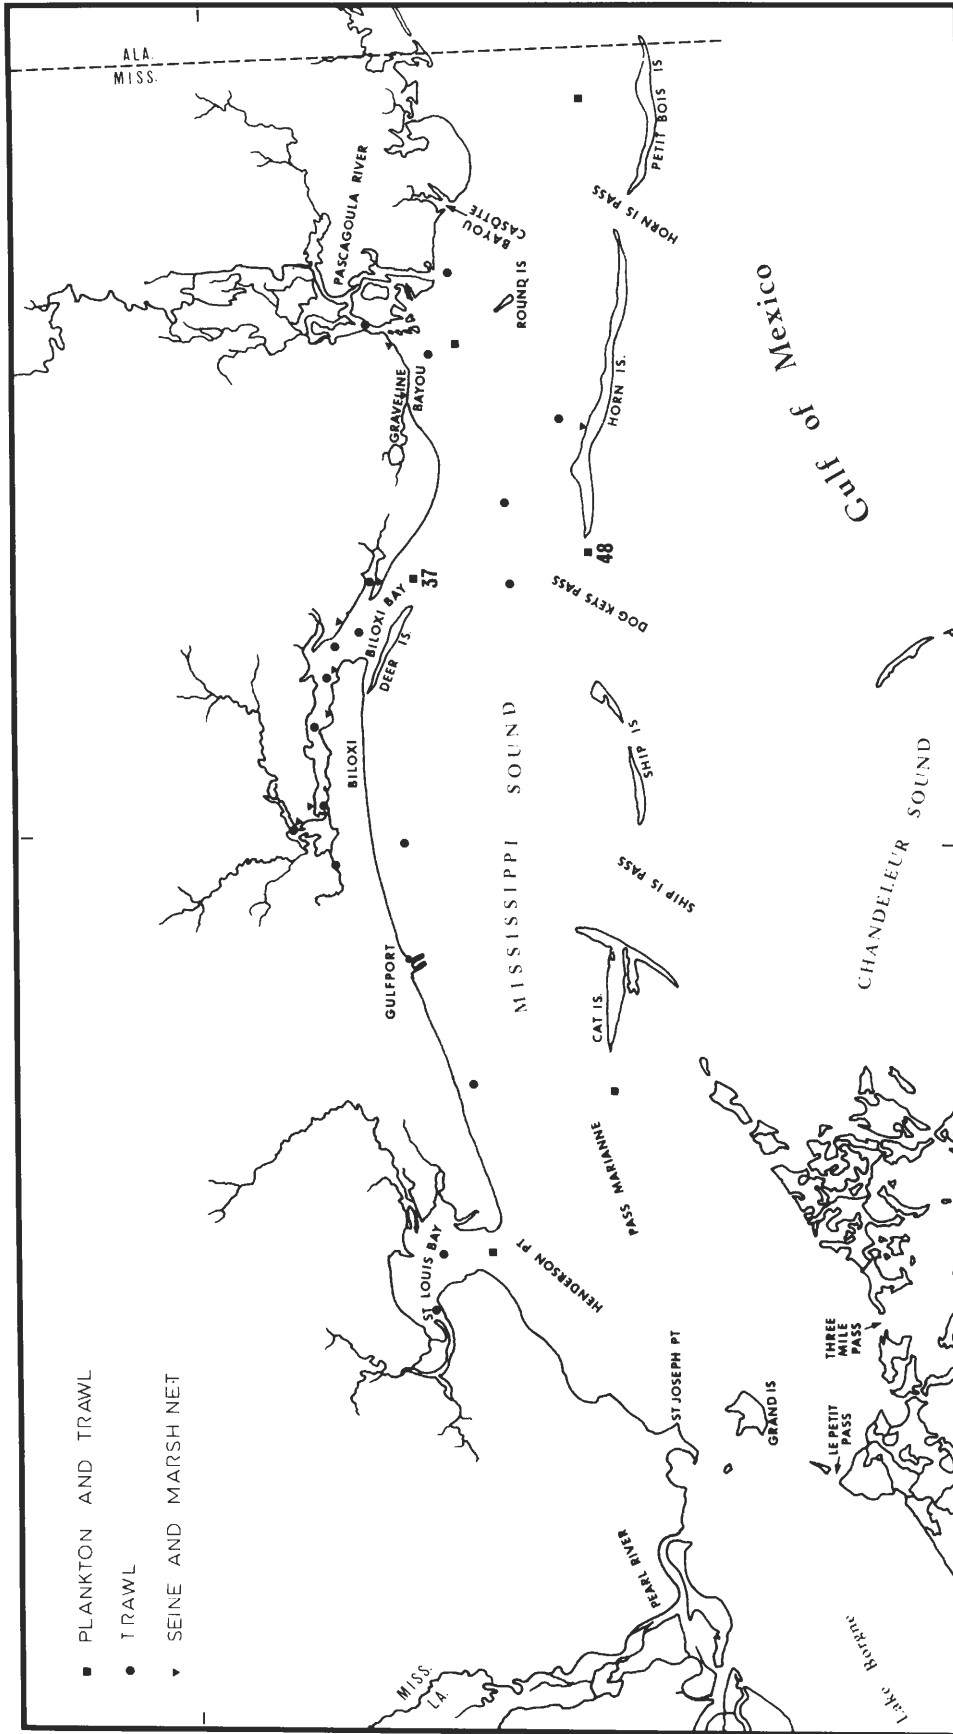 PLANKTON AND TRAWL
TRAWL
SEINE AND MARSH NET
MISS.
LA.
PEARL RIVER
Lake Borgne
ST JOSEPH PT
GRAND IS
LE PETIT
PASS
THREE
MILE
PASS
ST LOUIS BAY
HENDERSON PT
PASS MARIANNE
CAT IS.
GULFPORT
MISSISSIPPI SOUND
SHIP IS PASS
SHIP IS
CHANDELEUR SOUND
BILOXI
BILOXI BAY
DEER IS.
37
DOG KEYS PASS
48
HORN IS.
GRAVELINE
BAYOU
PASCAGOULA RIVER
ROUND IS
BAYOU
CASOTTE
HORN IS PASS
PETIT BOIS IS
Gulf of Mexico
ALA.
MISS.